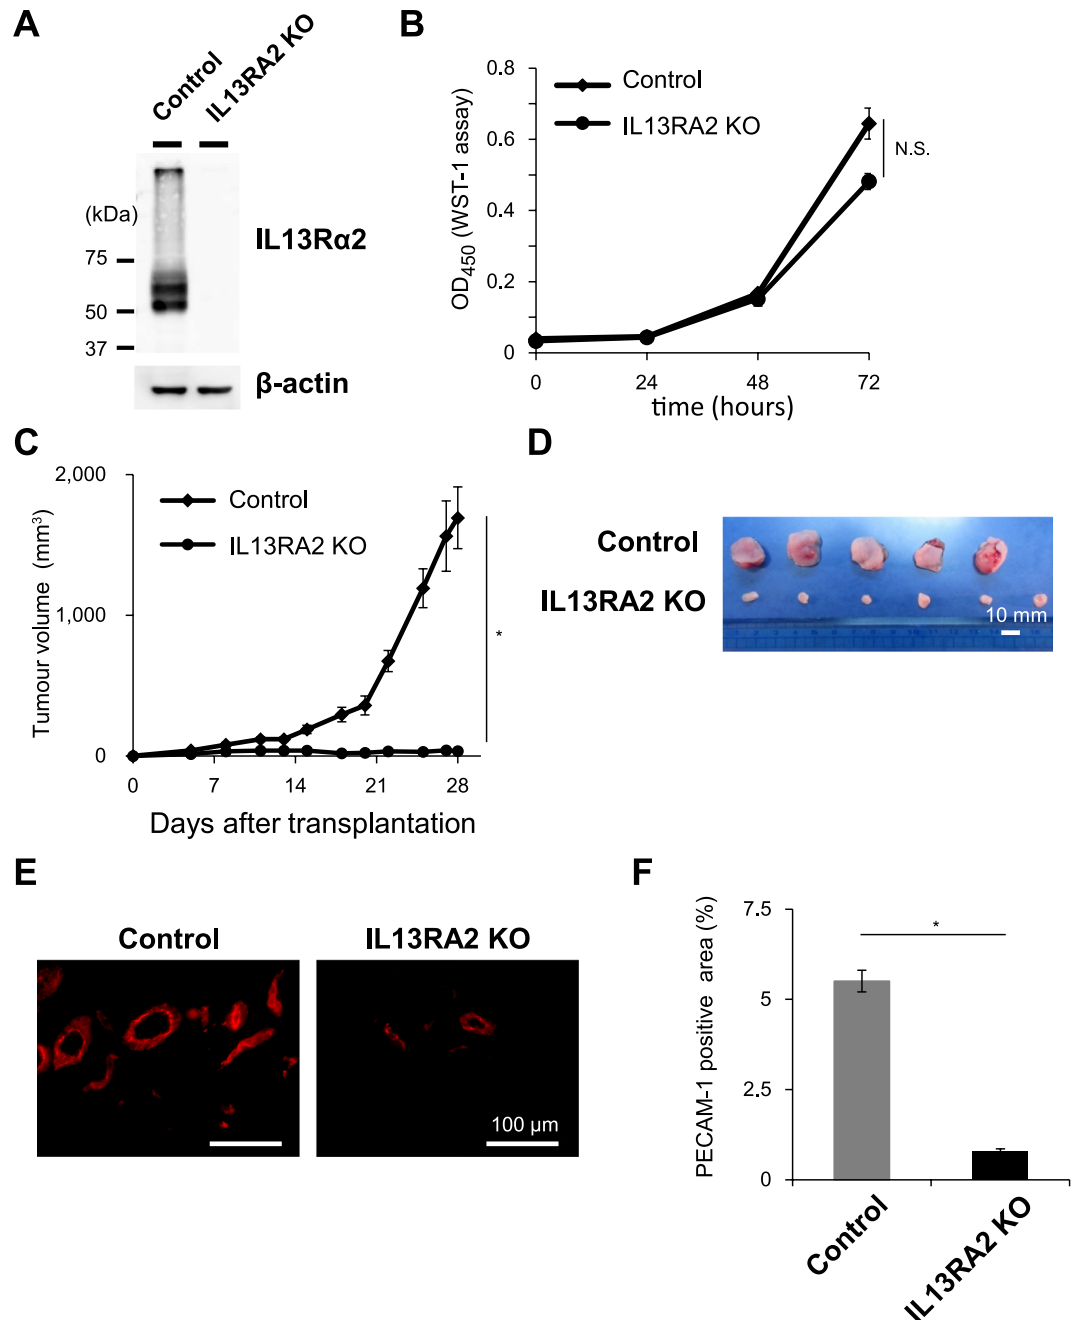 A
Control
IL13RA2 KO
(kDa)
75
50
37
IL13Rα2
β-actin
B
0.8
0.6
0.4
0.2
0
OD450 (WST-1 assay)
Control
IL13RA2 KO
N.S.
0 24 48 72
time (hours)
C
2,000
1,000
0
Tumour volume (mm³)
Control
IL13RA2 KO
*
0 7 14 21 28
Days after transplantation
D
Control
IL13RA2 KO
10 mm
E
Control
IL13RA2 KO
100 µm
F
7.5
5
2.5
0
PECAM-1 positive area (%)
*
Control
IL13RA2 KO